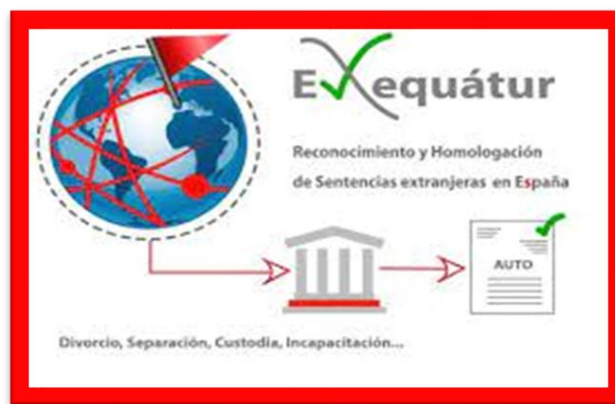 Exequátur
Reconocimiento y Homologación
de Sentencias extranjeras en España
AUTO
Divorcio, Separación, Custodia, Incapacitación...